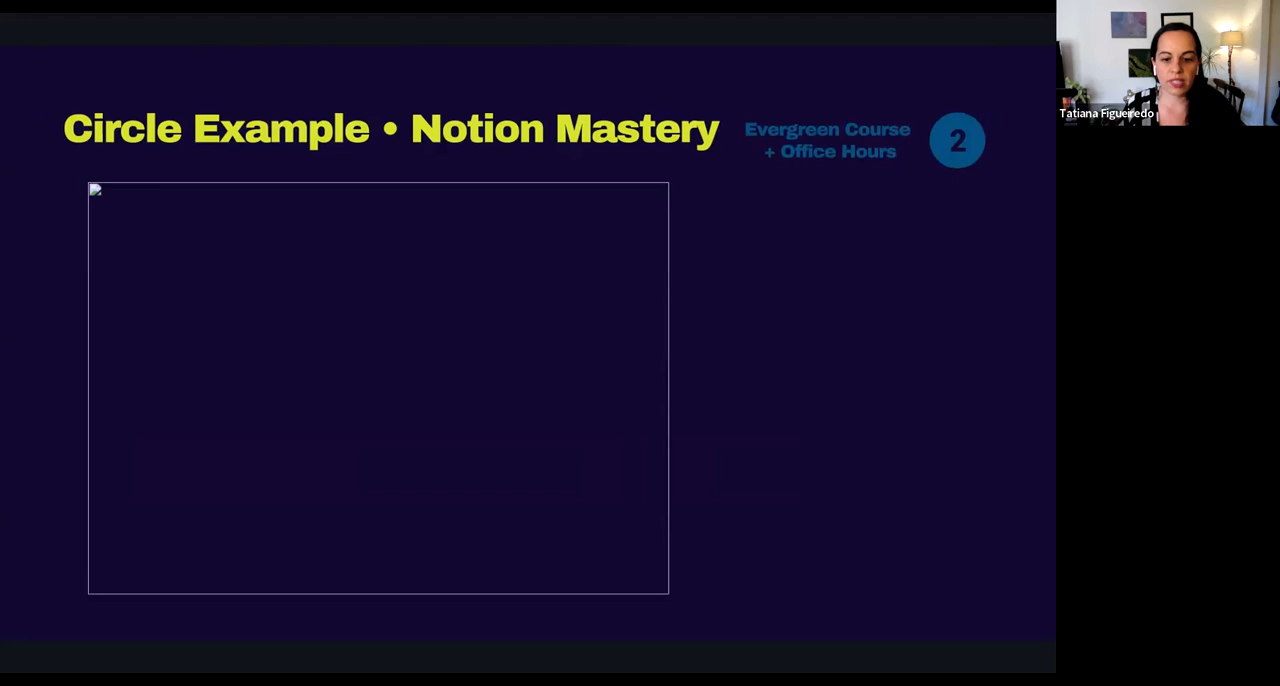 Circle Example • Notion Mastery
Evergreen Course
+ Office Hours
2
Tatiana Figueiredo